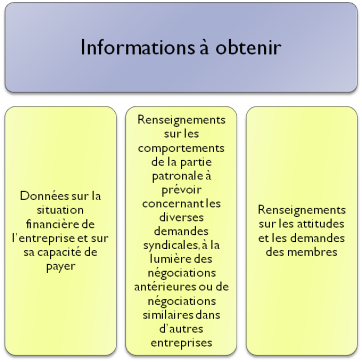 Informations à obtenir
Données sur la
situation
financière de
l'entreprise et sur
sa capacité de
payer
Renseignements
sur les
comportements
de la partie
patronale à
prévoir
concernant les
diverses
demandes
syndicales, à la
lumière des
négociations
antérieures ou de
négociations
similaires dans
d'autres
entreprises
Renseignements
sur les attitudes
et les demandes
des membres